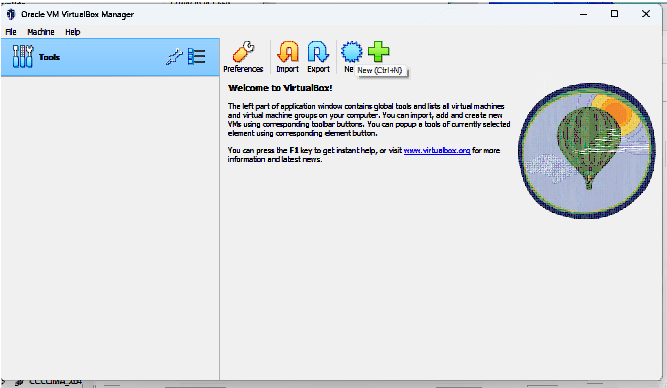 Oracle VM VirtualBox Manager
File Machine Help
Tools
Preferences Import Export Ne
New (Ctrl+N)
Welcome to VirtualBox!
The left part of application window contains global tools and lists all virtual machines
and virtual machine groups on your computer. You can import, add and create new
VMs using corresponding toolbar buttons. You can popup a tools of currently selected
element using corresponding element button.
You can press the F1 key to get instant help, or visit www.virtualbox.org for more
information and latest news.